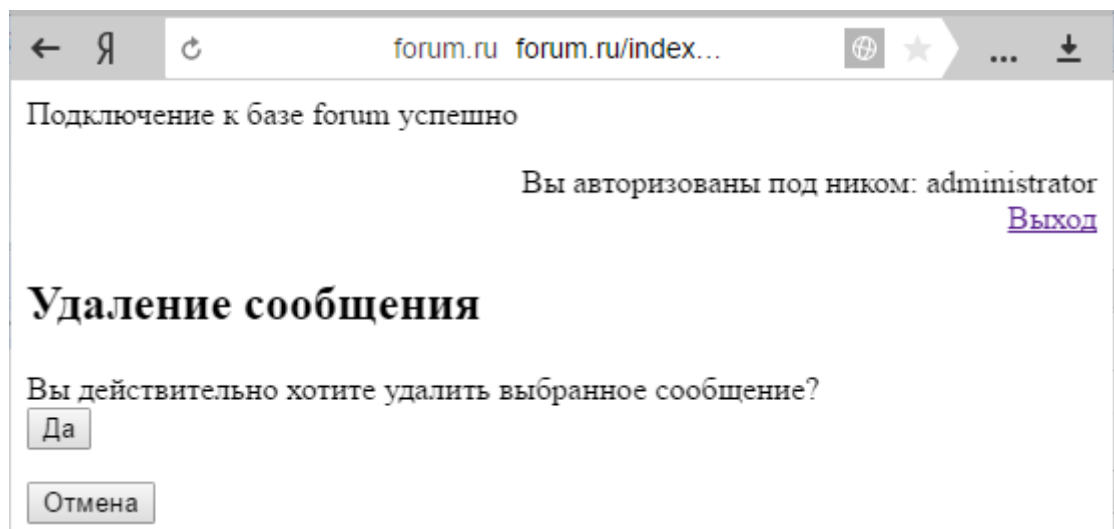 Я forum.ru forum.ru/index...
Подключение к базе forum успешно
Вы авторизованы под ником: administrator
Выход
Удаление сообщения
Вы действительно хотите удалить выбранное сообщение?
Да
Отмена